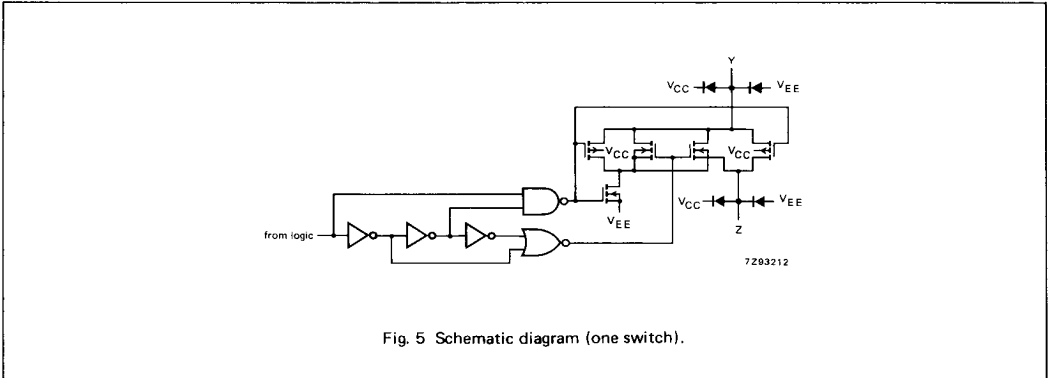 Y
VCC VEE
VCC VCC
VCC VEE
VEE
from logic
Z
7Z93212
Fig. 5 Schematic diagram (one switch).